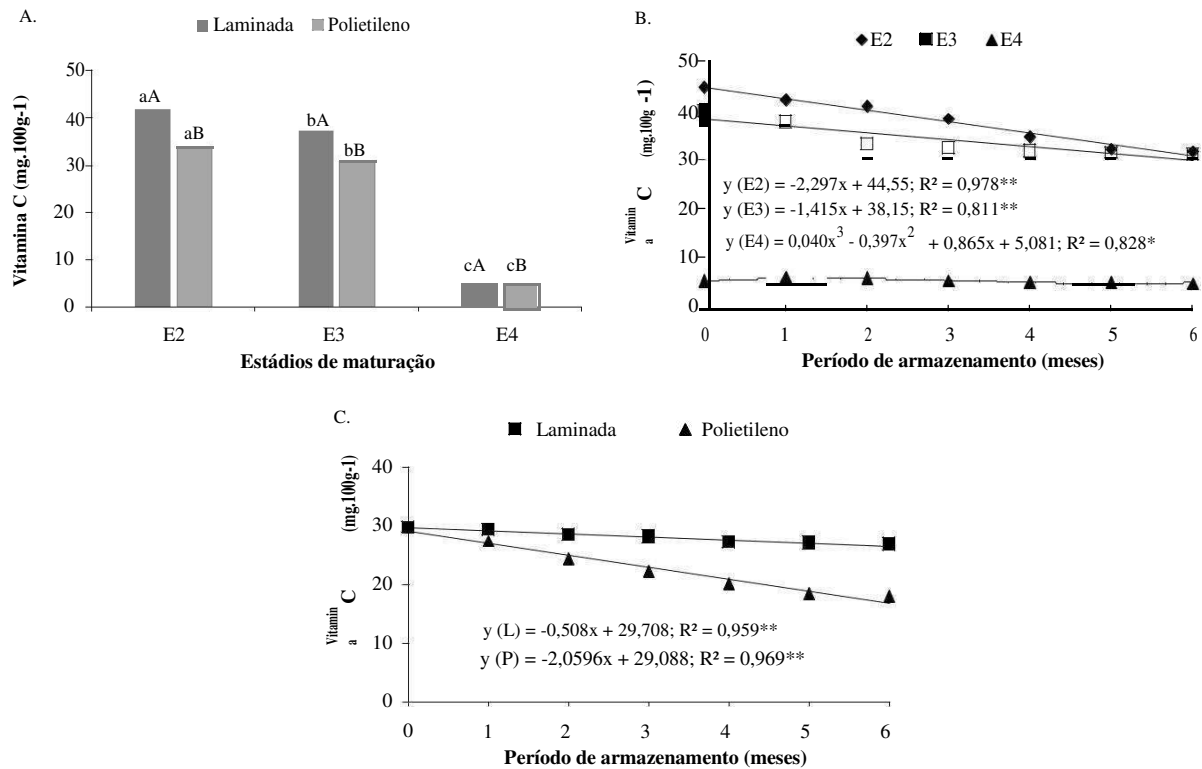 A.
Laminada Polietileno
Vitamina C (mg.100g-1)
50
40
30
20
10
0
aA
aB
bA
bB
cA
cB
E2 E3 E4
Estádios de maturação
B.
E2 E3 E4
Vitamin
a C (mg.100g -1)
50
40
30
20
10
0
y (E2) = -2,297x + 44,55; R² = 0,978**
y (E3) = -1,415x + 38,15; R² = 0,811**
y (E4) = 0,040x³ - 0,397x² + 0,865x + 5,081; R² = 0,828*
0 1 2 3 4 5 6
Período de armazenamento (meses)
C.
Laminada Polietileno
Vitamin
a C (mg.100g-1)
40
30
20
10
0
y (L) = -0,508x + 29,708; R² = 0,959**
y (P) = -2,0596x + 29,088; R² = 0,969**
0 1 2 3 4 5 6
Período de armazenamento (meses)